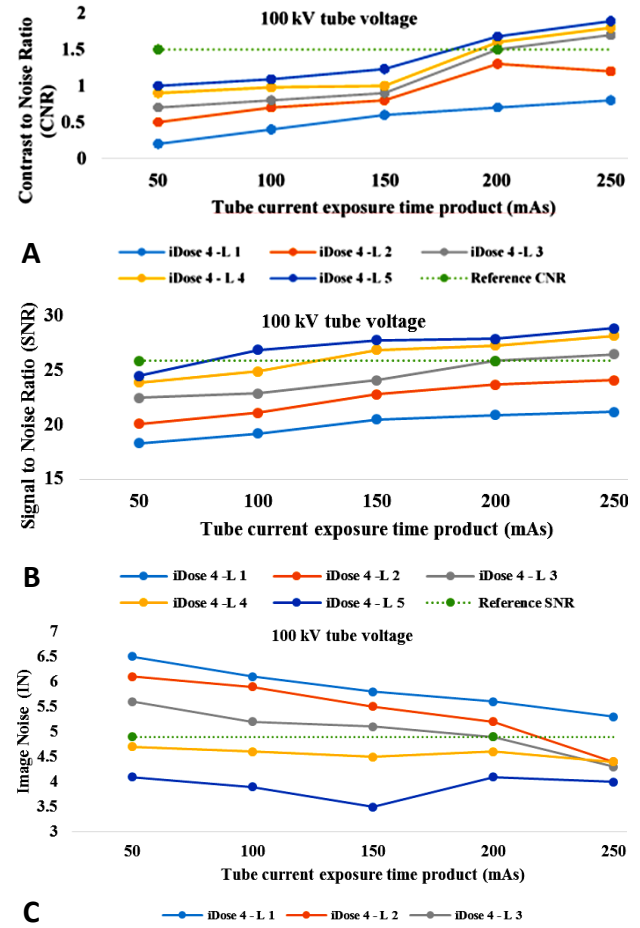 100 kV tube voltage
Contrast to Noise Ratio
(CNR)
2
1.5
1
0.5
0
50 100 150 200 250
Tube current exposure time product (mAs)
A
iDose 4 -L 1 iDose 4 -L 2 iDose 4 -L 3
iDose 4 - L 4 iDose 4 -L 5 Reference CNR
100 kV tube voltage
Signal to Noise Ratio (SNR)
30
25
20
15
50 100 150 200 250
Tube current exposure time product (mAs)
B
iDose 4 -L 1 iDose 4 -L 2 iDose 4 - L 3
iDose 4 -L 4 iDose 4 - L 5 Reference SNR
100 kV tube voltage
Image Noise (IN)
7
6.5
6
5.5
5
4.5
4
3.5
3
50 100 150 200 250
Tube current exposure time product (mAs)
C
iDose 4 - L 1 iDose 4 - L 2 iDose 4 - L 3